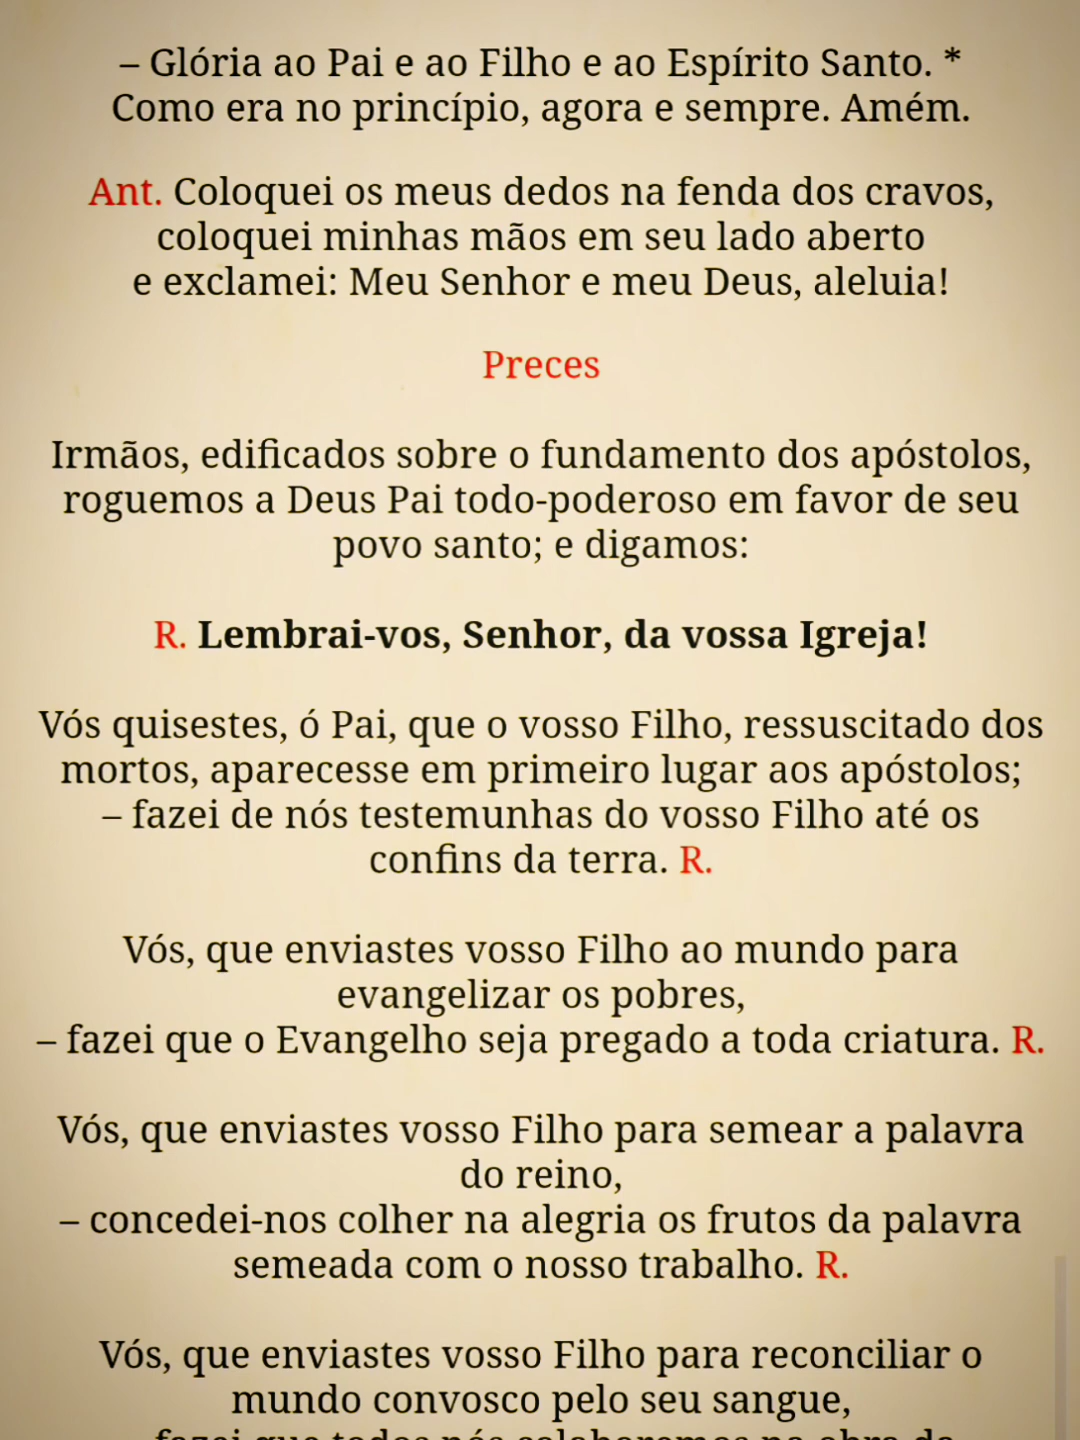 – Glória ao Pai e ao Filho e ao Espírito Santo. *
Como era no princípio, agora e sempre. Amém.
Ant. Coloquei os meus dedos na fenda dos cravos,
coloquei minhas mãos em seu lado aberto
e exclamei: Meu Senhor e meu Deus, aleluia!
Preces
Irmãos, edificados sobre o fundamento dos apóstolos,
roguemos a Deus Pai todo-poderoso em favor de seu
povo santo; e digamos:
R. Lembrai-vos, Senhor, da vossa Igreja!
Vós quisestes, ó Pai, que o vosso Filho, ressuscitado dos
mortos, aparecesse em primeiro lugar aos apóstolos;
– fazei de nós testemunhas do vosso Filho até os
confins da terra. R.
Vós, que enviastes vosso Filho ao mundo para
evangelizar os pobres,
– fazei que o Evangelho seja pregado a toda criatura. R.
Vós, que enviastes vosso Filho para semear a palavra
do reino,
– concedei-nos colher na alegria os frutos da palavra
semeada com o nosso trabalho. R.
Vós, que enviastes vosso Filho para reconciliar o
mundo convosco pelo seu sangue,